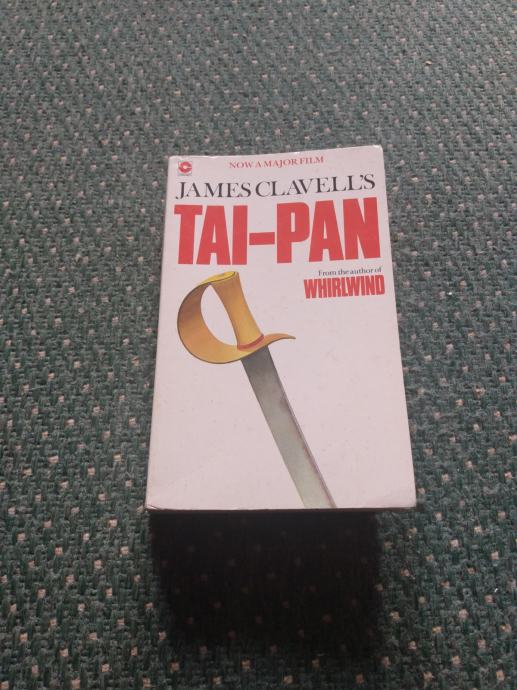 NOW A MAJOR FILM
JAMES CLAVELL'S
TAI-PAN
From the author of
WHIRLWIND